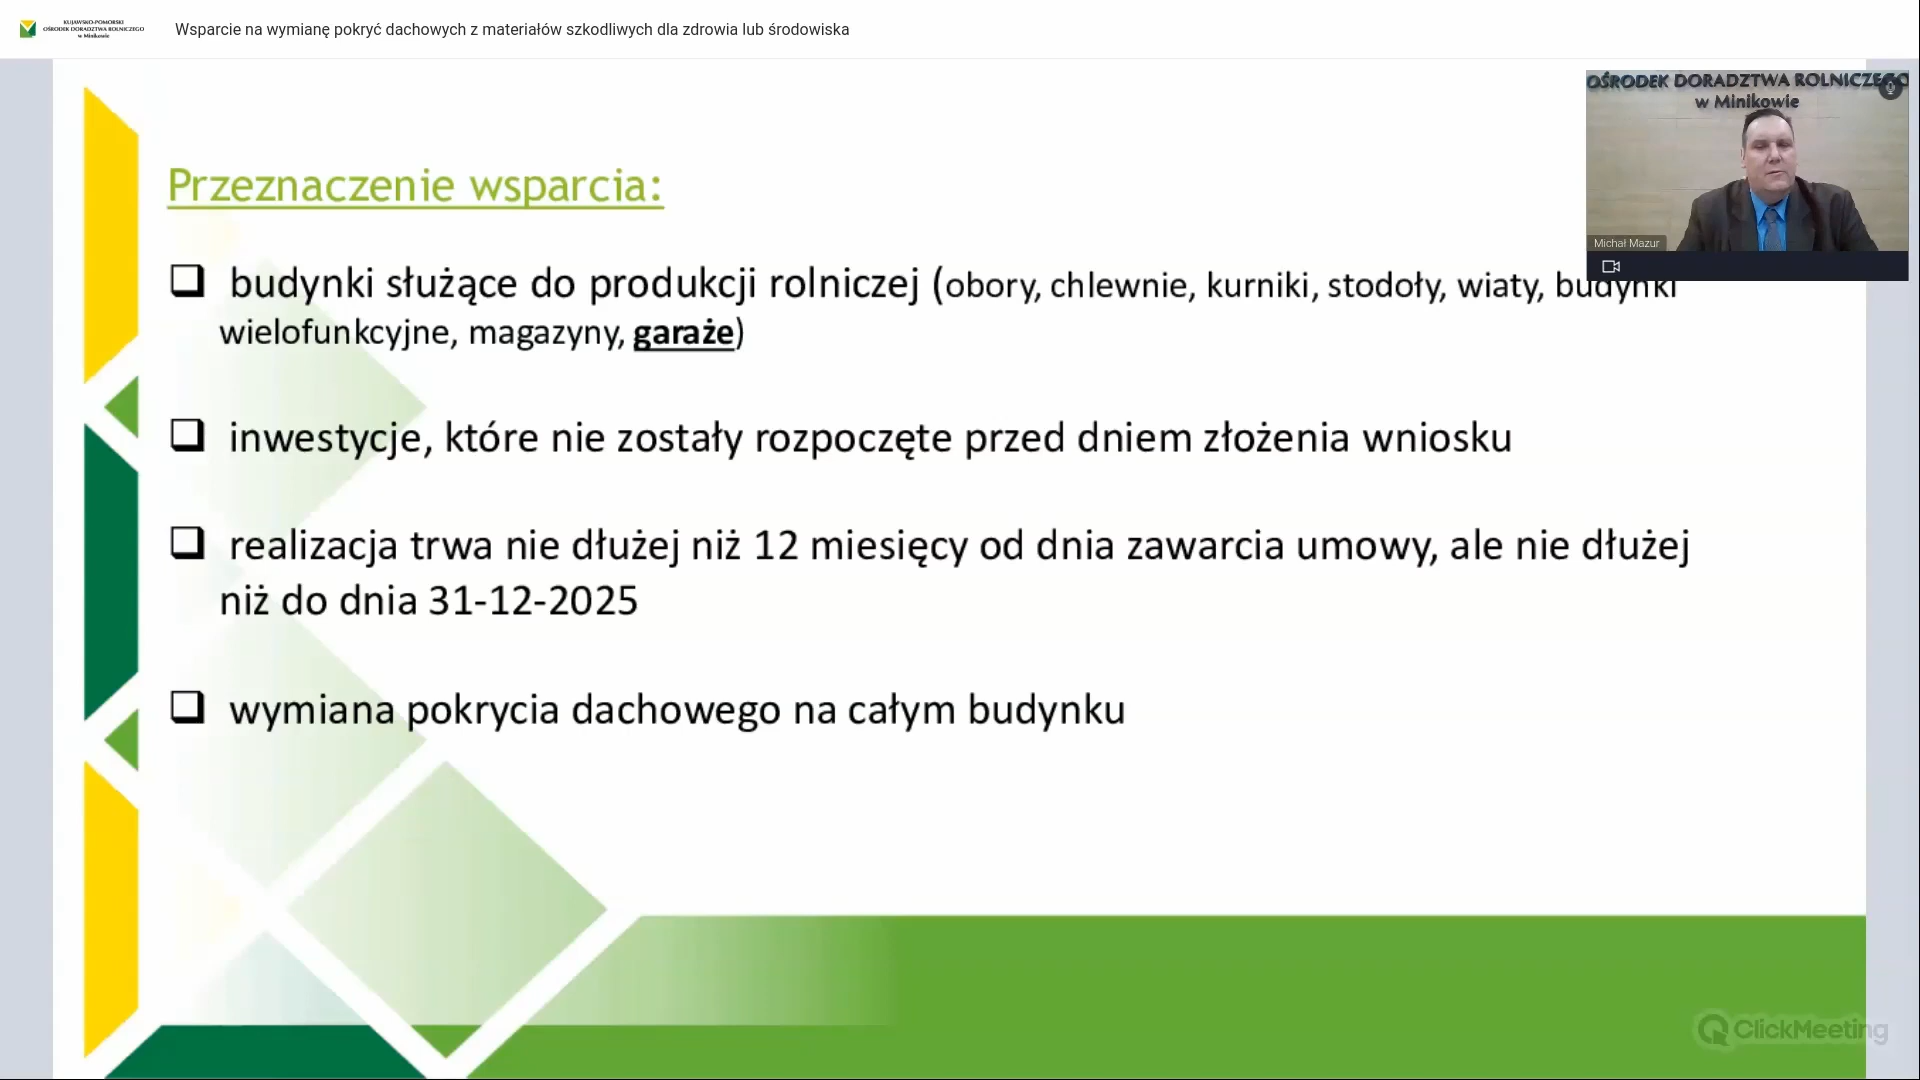 KUJAWSKO-POMORSKI
OŚRODEK DORADZTWA ROLNICZEGO
w Minikowie
Wsparcie na wymianę pokryć dachowych z materiałów szkodliwych dla zdrowia lub środowiska
OŚRODEK DORADZTWA ROLNICZEGO
w Minikowie
Michał Mazur
Przeznaczenie wsparcia:
budynki służące do produkcji rolniczej (obory, chlewnie, kurniki, stodoły, wiaty, budynki
wielofunkcyjne, magazyny, garaże)
inwestycje, które nie zostały rozpoczęte przed dniem złożenia wniosku
realizacja trwa nie dłużej niż 12 miesięcy od dnia zawarcia umowy, ale nie dłużej
niż do dnia 31-12-2025
wymiana pokrycia dachowego na całym budynku
ClickMeeting